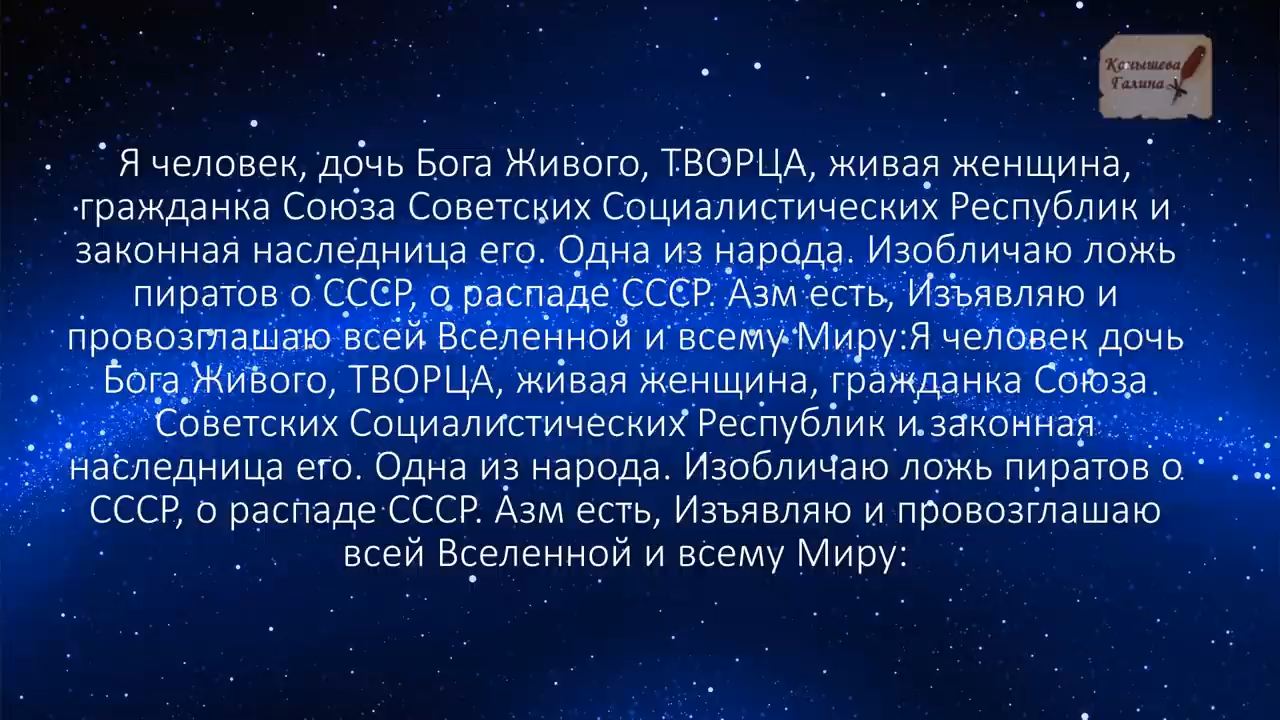 Камышева
Галина
Я человек, дочь Бога Живого, ТВОРЦА, живая женщина,
гражданка Союза Советских Социалистических Республик и
законная наследница его. Одна из народа. Изобличаю ложь
пиратов о СССР, о распаде СССР. Азм есть, Изъявляю и
провозглашаю всей Вселенной и всему Миру:Я человек дочь
Бога Живого, ТВОРЦА, живая женщина, гражданка Союза
Советских Социалистических Республик и законная
наследница его. Одна из народа. Изобличаю ложь пиратов о
СССР, о распаде СССР. Азм есть, Изъявляю и провозглашаю
всей Вселенной и всему Миру: